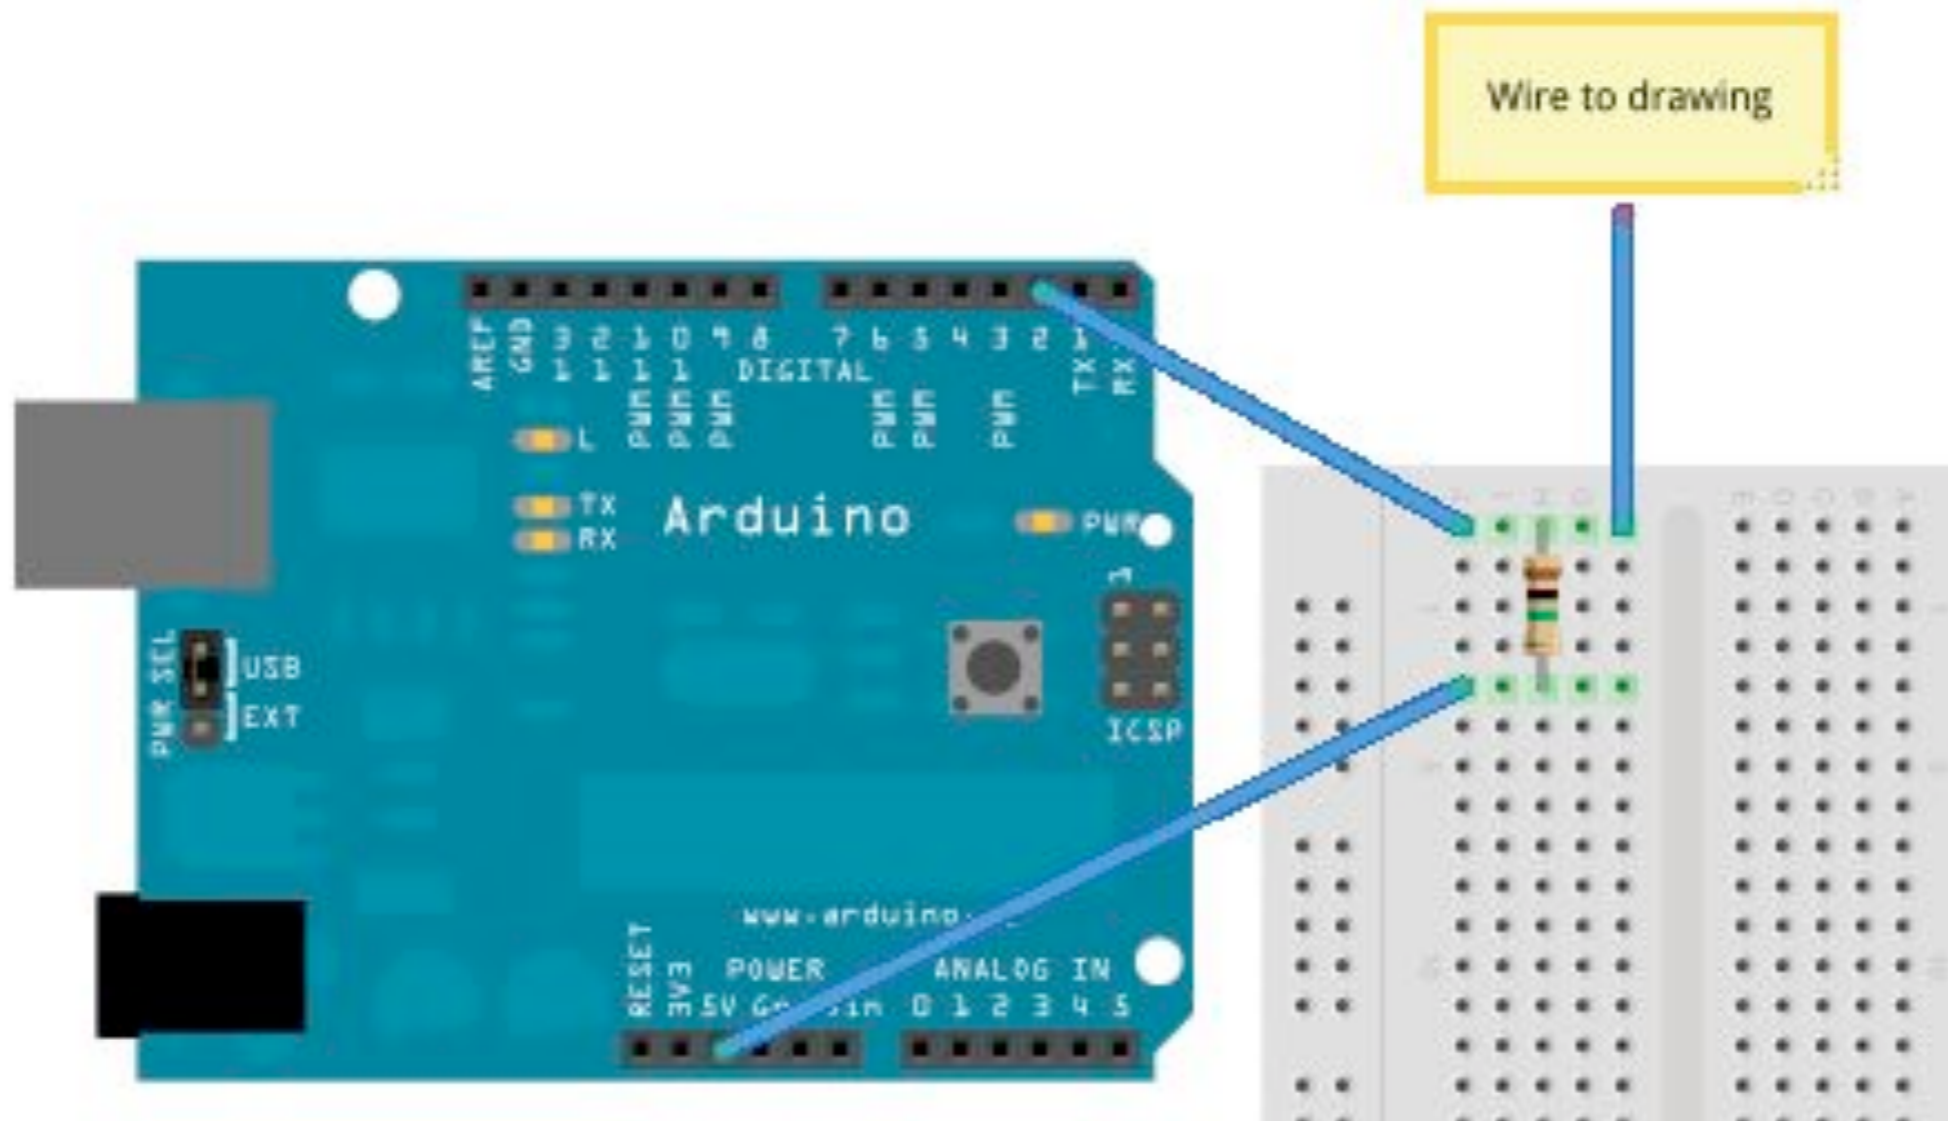 Wire to drawing
AREF
GND
13
12
11
10
9
8
7
6
5
4
3
2
1
DIGITAL
PWM
PWM
PWM
PWM
PWM
PWM
TX
RX
L
TX
RX
Arduino
PWR
1
ICSP
PWR SEL
USB
EXT
www.arduino.
RESET
3V3
POWER
5V
ANALOG IN
0 1 2 3 4 5